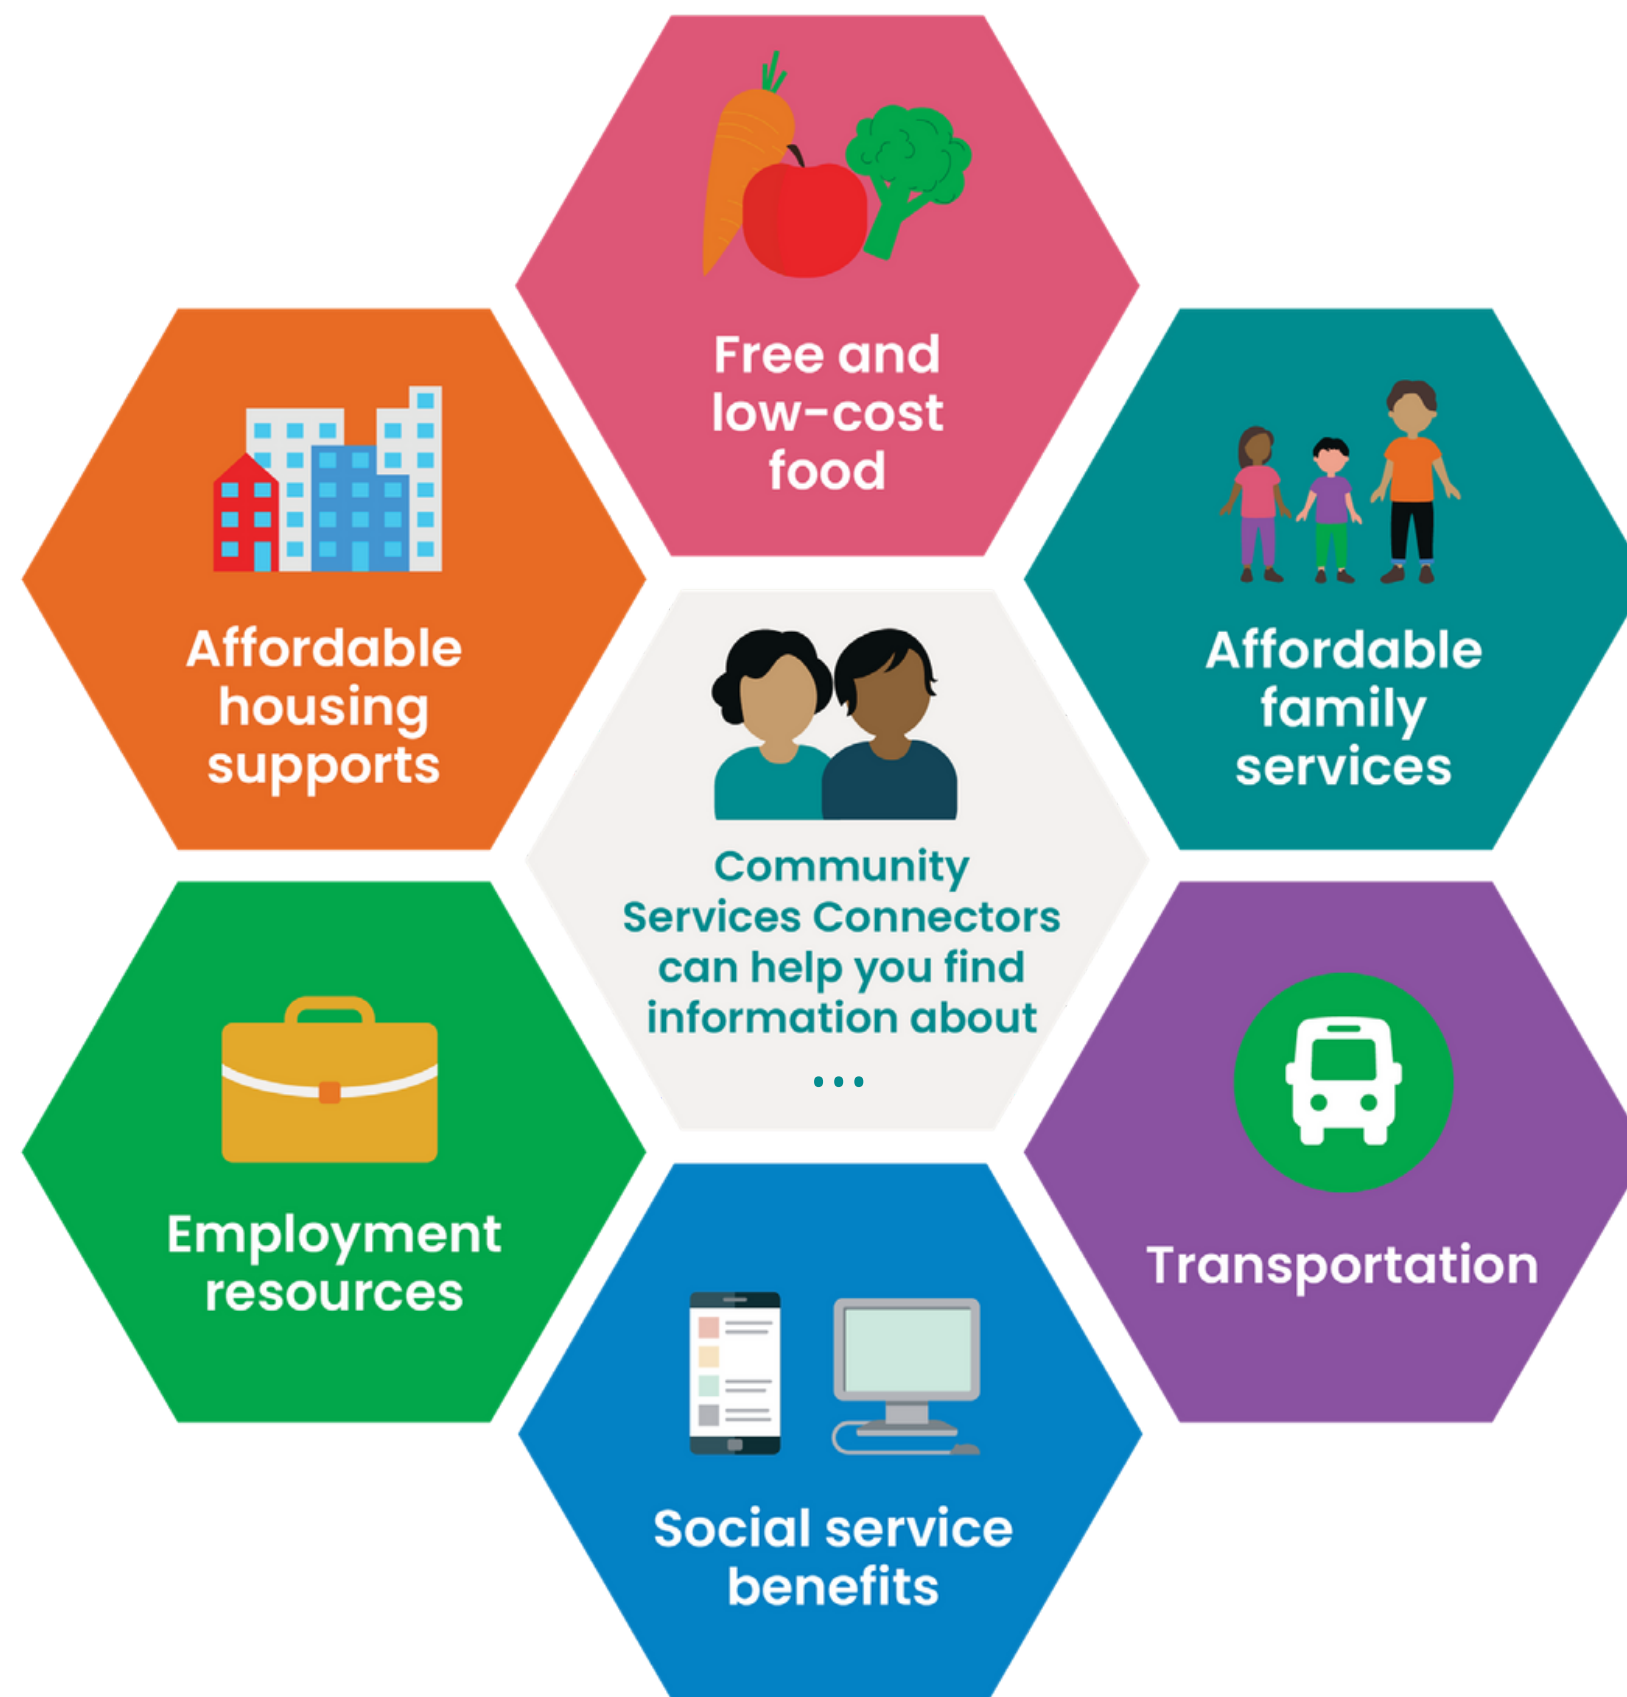 Free and
low-cost
food
Affordable
housing
supports
Affordable
family
services
Community
Services Connectors
can help you find
information about
...
Employment
resources
Transportation
Social service
benefits